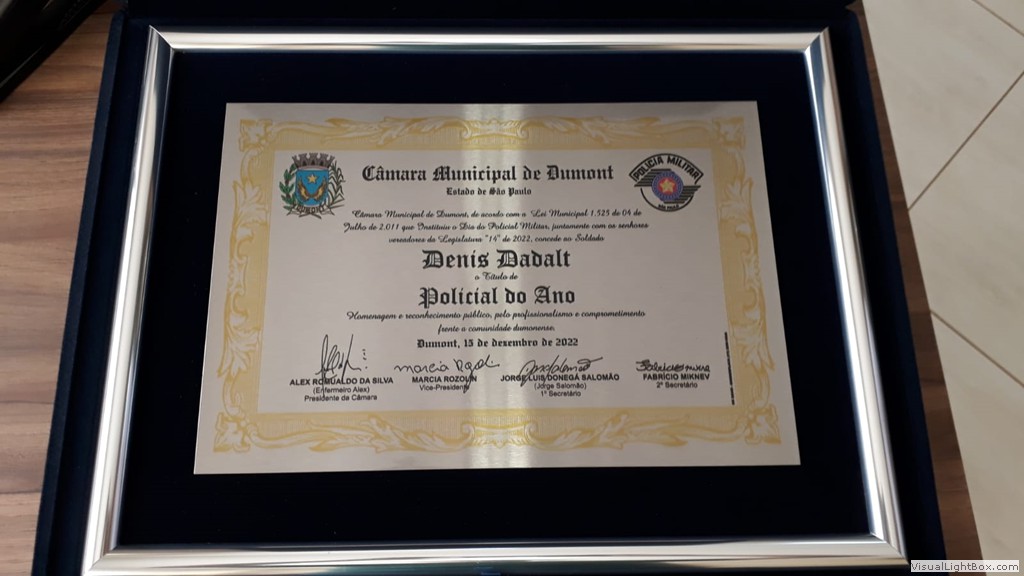 Câmara Municipal de Dumont
Estado de São Paulo
POLÍCIA MILITAR
SÃO PAULO
DUMONT
Câmara Municipal de Dumont, de acordo com a Lei Municipal 1.525 de 04 de
Julho de 2.011 que Instituiu o Dia do Policial Militar, juntamente com os senhores
vereadores da Legislatura "14" de 2022, concede ao Soldado
Denis Dadalt
o Título de
Policial do Ano
Homenagem e reconhecimento público, pelo profissionalismo e comprometimento
frente a comunidade dumonense.
Dumont, 15 de dezembro de 2022
ALEX ROMUALDO DA SILVA
(Enfermeiro Alex)
Presidente da Câmara
MARCIA ROZOLIN
Vice-Presidente
JORGE LUIS DONEGÁ SALOMÃO
(Jorge Salomão)
1º Secretário
FABRÍCIO MIKNEV
2º Secretário
VisualLightBox.com